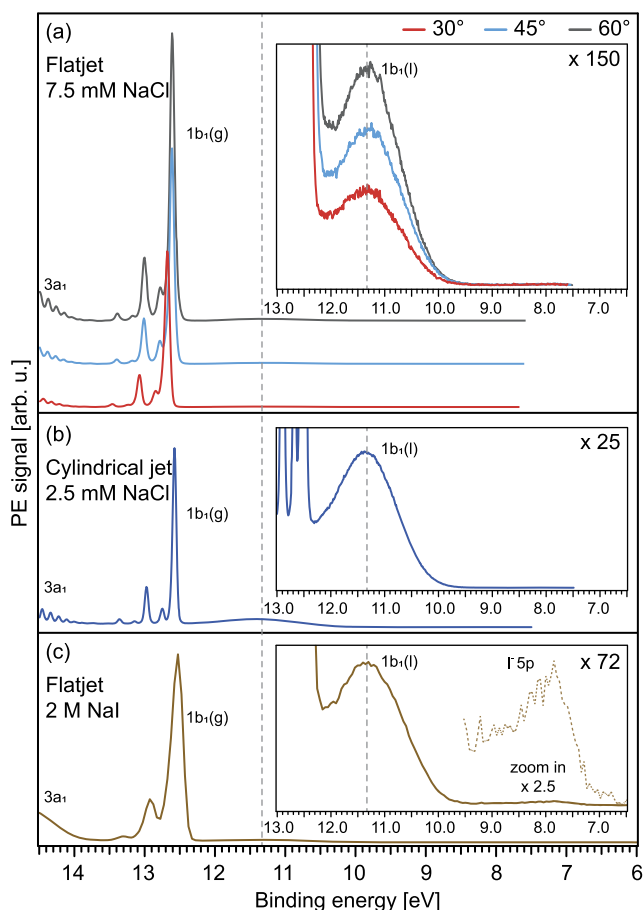 (a)
30° 45° 60°
Flatjet
7.5 mM NaCl
x 150
1b₁(l)
1b₁(g)
3a₁
13.0 12.0 11.0 10.0 9.0 8.0 7.0
(b)
Cylindrical jet
2.5 mM NaCl
x 25
1b₁(l)
1b₁(g)
3a₁
13.0 12.0 11.0 10.0 9.0 8.0 7.0
(c)
Flatjet
2 M NaI
x 72
1b₁(l)
I⁻ 5p
1b₁(g)
3a₁
zoom in
x 2.5
13.0 12.0 11.0 10.0 9.0 8.0 7.0
14 13 12 11 10 9 8 7 6
Binding energy [eV]
PE signal [arb. u.]